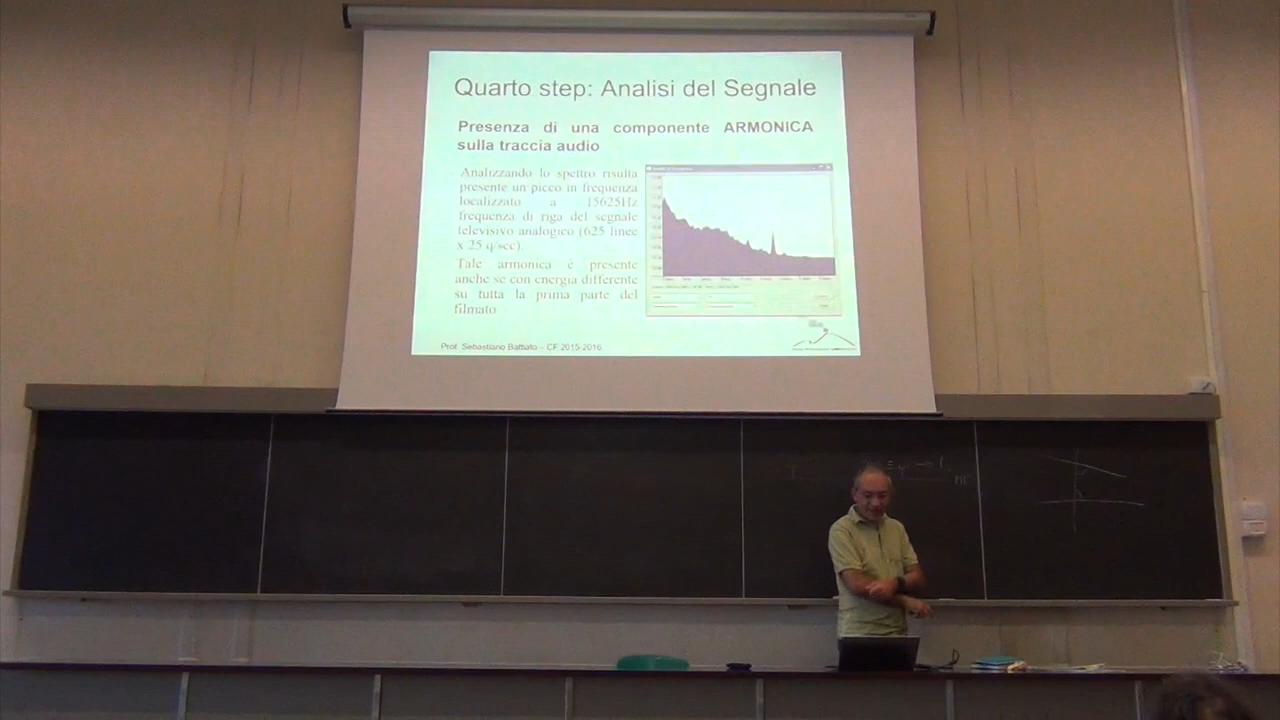 Quarto step: Analisi del Segnale
Presenza di una componente ARMONICA
sulla traccia audio
Analizzando lo spettro risulta
presente un picco in frequenza
localizzato a 15625Hz
frequenza di riga del segnale
televisivo analogico (625 linee
x 25 q/sec).
Tale armonica è presente
anche se con energia differente
su tutta la prima parte del
filmato
Prof. Sebastiano Battiato – CF 2015-2016